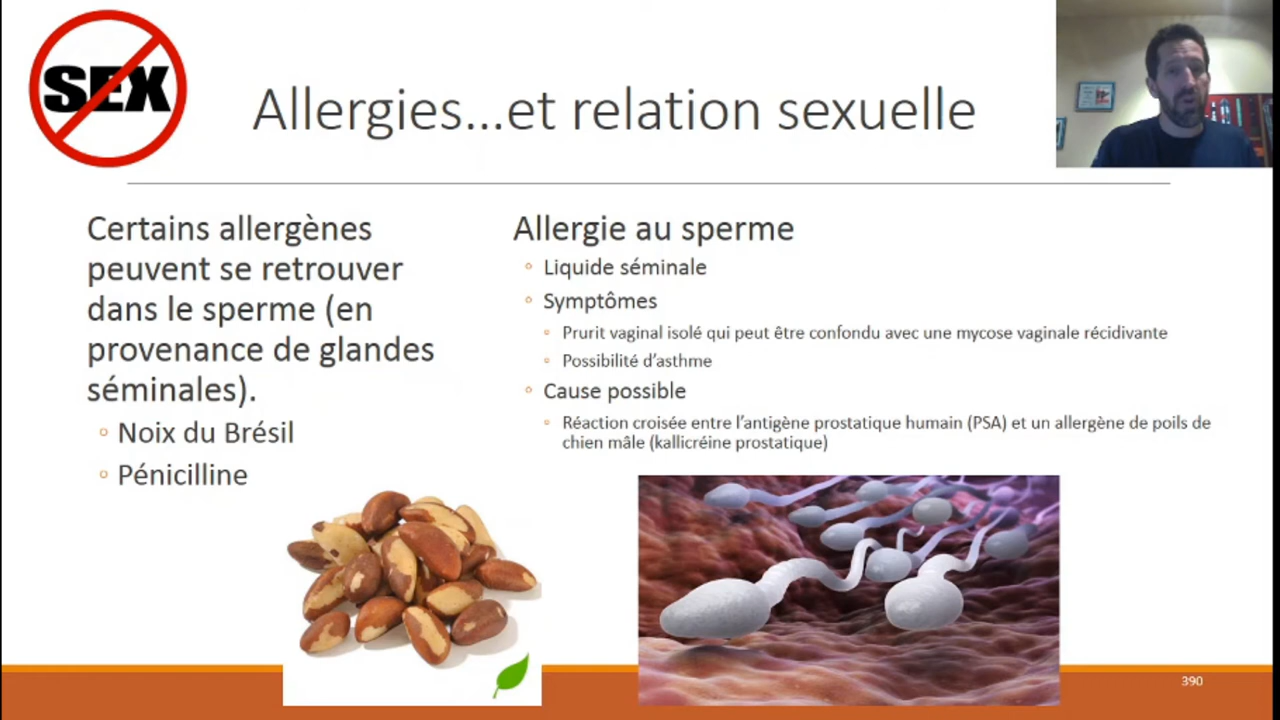 SEX
Allergies...et relation sexuelle
Certains allergènes
peuvent se retrouver
dans le sperme (en
provenance de glandes
séminales).
Noix du Brésil
Pénicilline
Allergie au sperme
Liquide séminale
Symptômes
Prurit vaginal isolé qui peut être confondu avec une mycose vaginale récidivante
Possibilité d'asthme
Cause possible
Réaction croisée entre l'antigène prostatique humain (PSA) et un allergène de poils de
chien mâle (kallicréine prostatique)
390